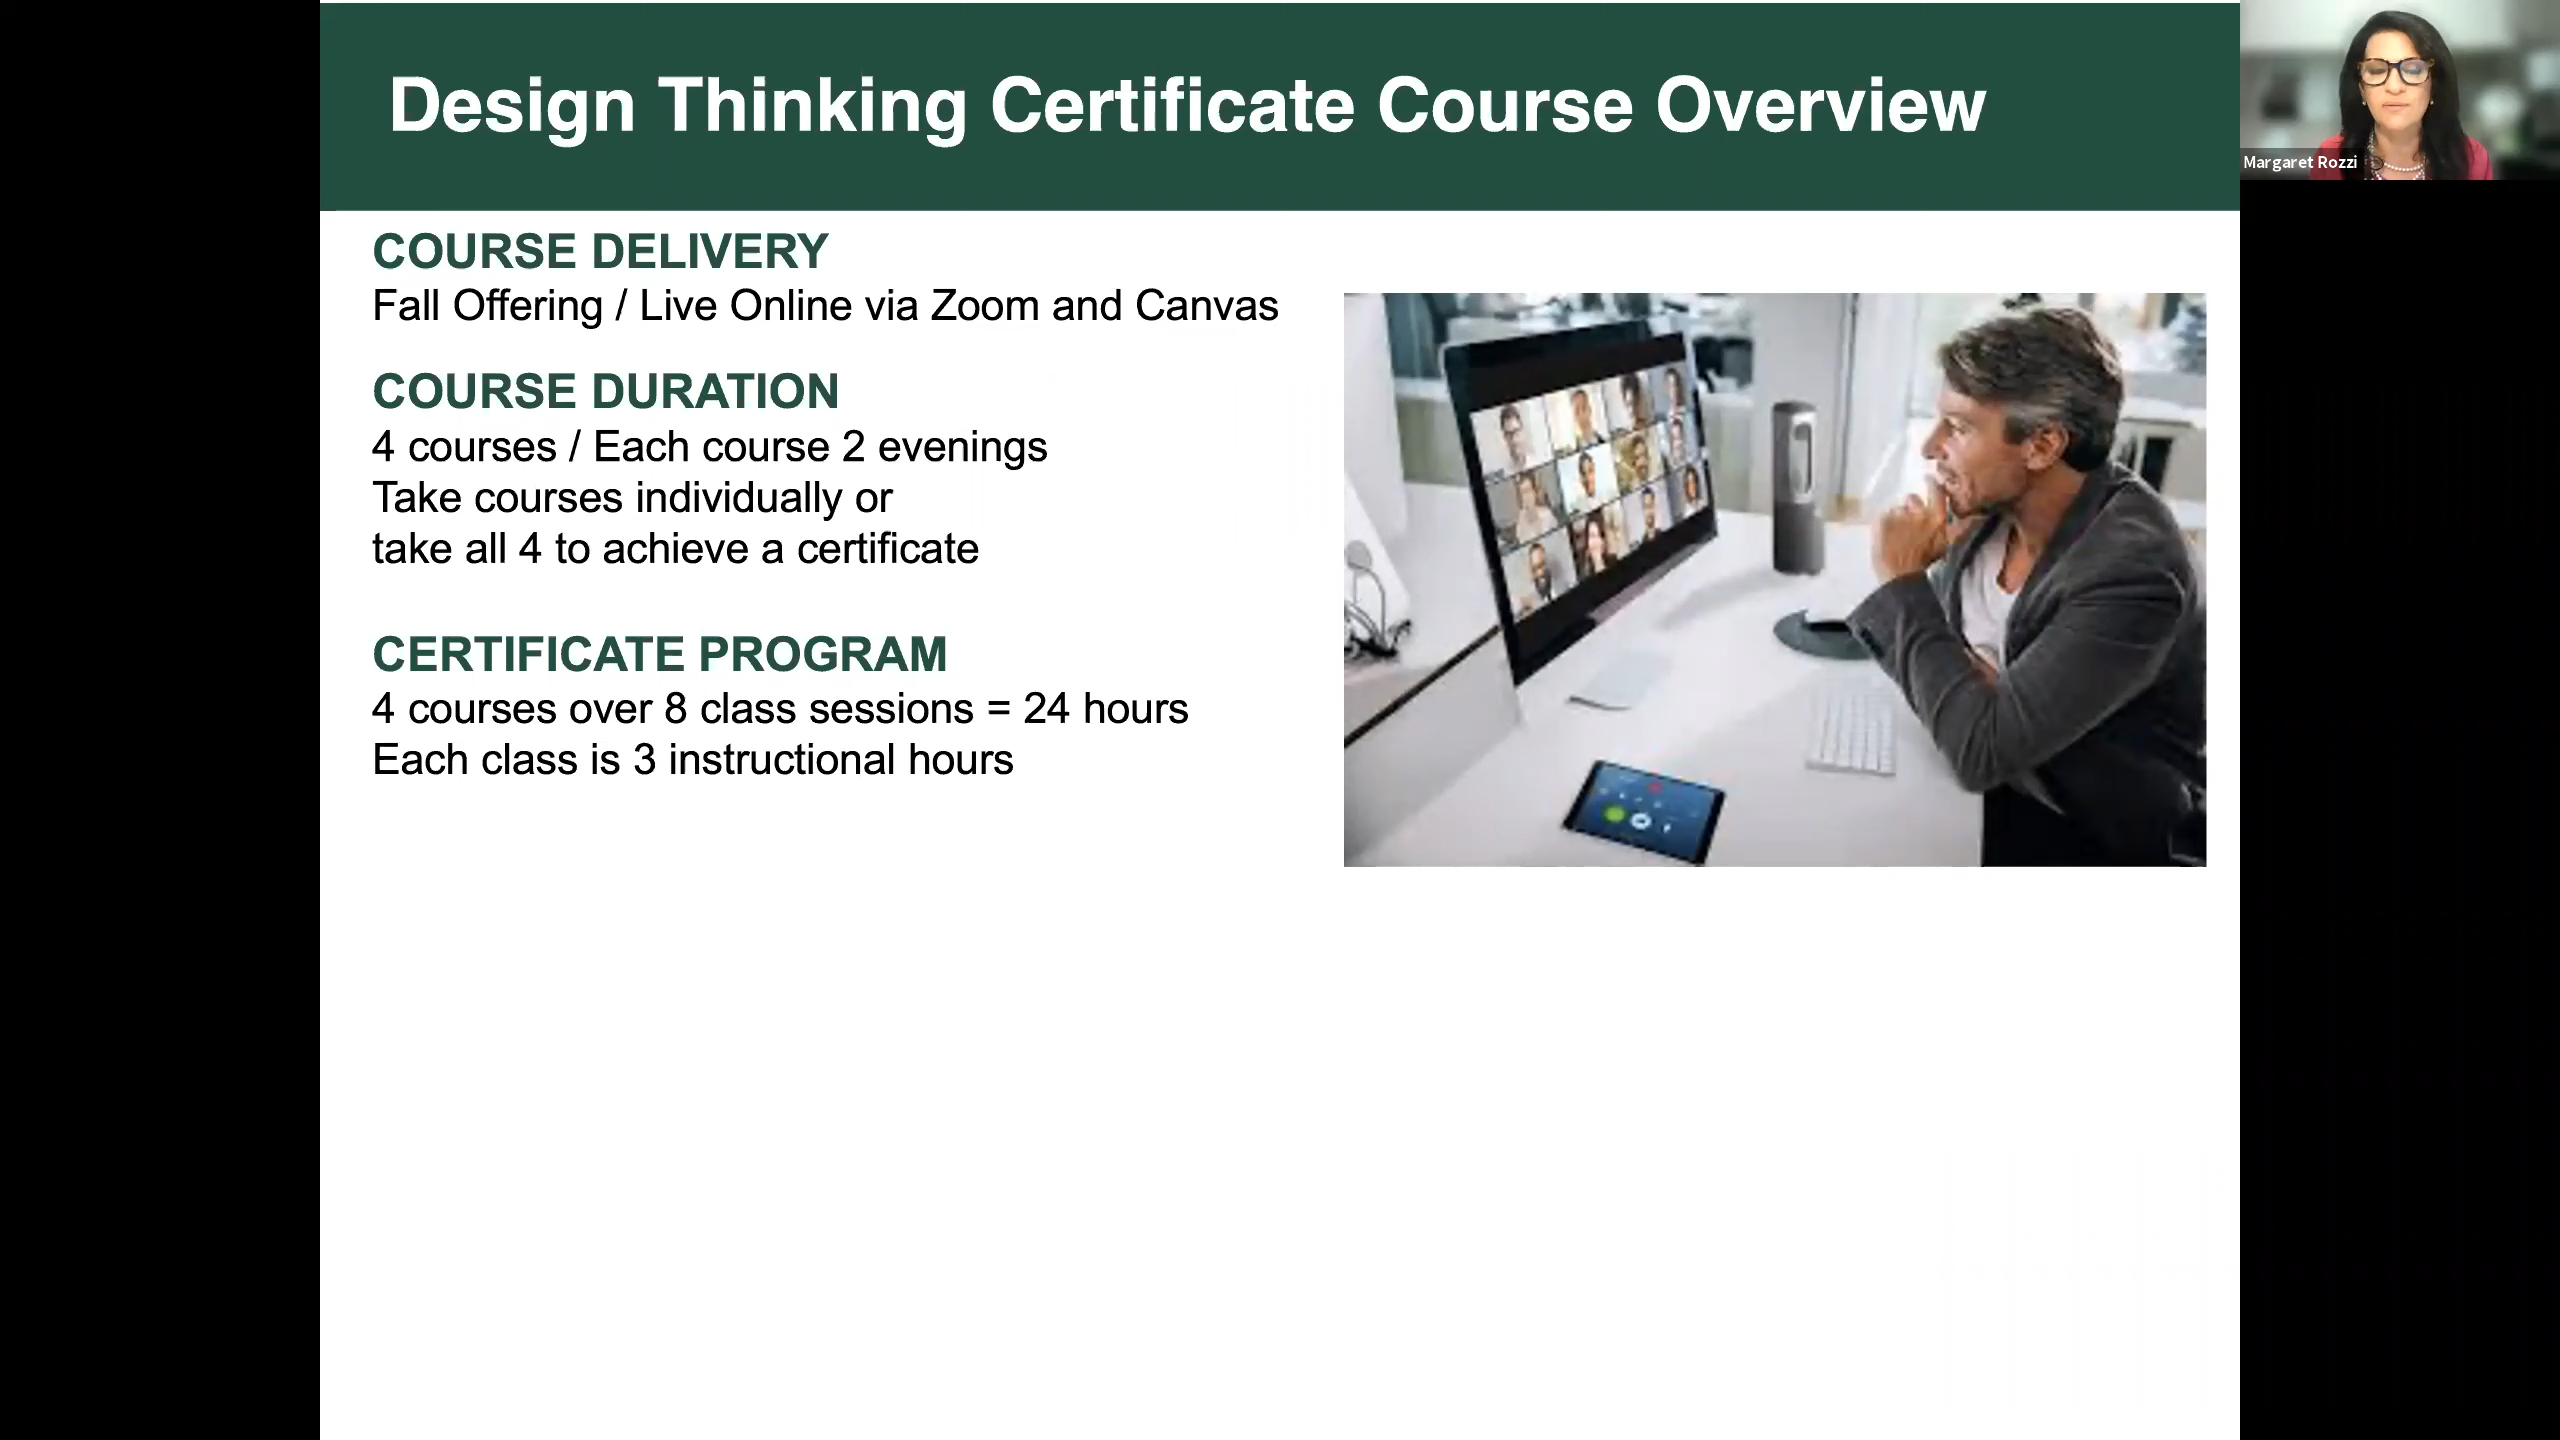 Design Thinking Certificate Course Overview
Margaret Rozzi
COURSE DELIVERY
Fall Offering / Live Online via Zoom and Canvas
COURSE DURATION
4 courses / Each course 2 evenings
Take courses individually or
take all 4 to achieve a certificate
CERTIFICATE PROGRAM
4 courses over 8 class sessions = 24 hours
Each class is 3 instructional hours